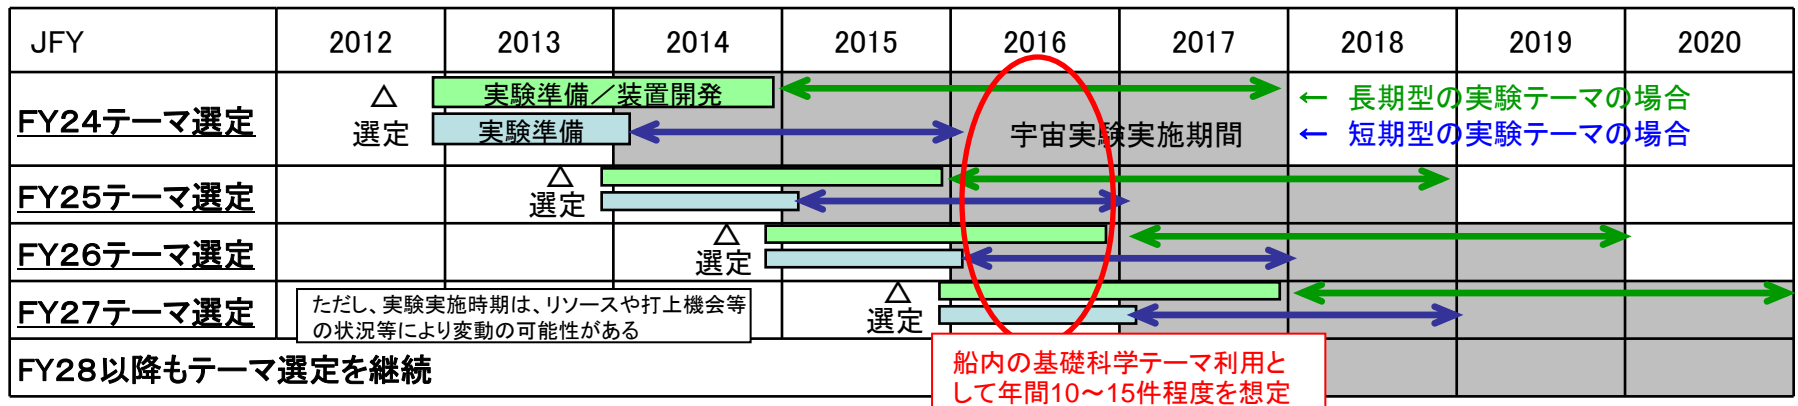 JFY 2012 2013 2014 2015 2016 2017 2018 2019 2020
FY24テーマ選定
△
選定
実験準備／装置開発
実験準備
宇宙実験実施期間
← 長期型の実験テーマの場合
← 短期型の実験テーマの場合
FY25テーマ選定
△
選定
FY26テーマ選定
△
選定
FY27テーマ選定
ただし、実験実施時期は、リソースや打上機会等
の状況等により変動の可能性がある
△
選定
FY28以降もテーマ選定を継続
船内の基礎科学テーマ利用と
して年間10～15件程度を想定